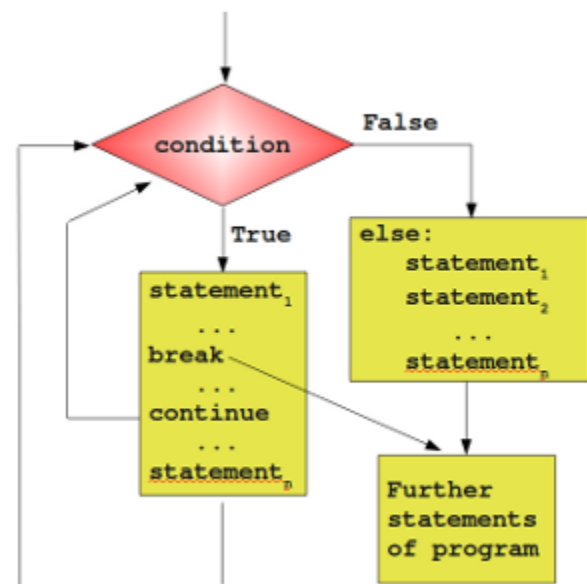 condition
False
True
statement₁
...
break
...
continue
...
statementₙ
else:
statement₁
statement₂
...
statementₙ
Further
statements
of program